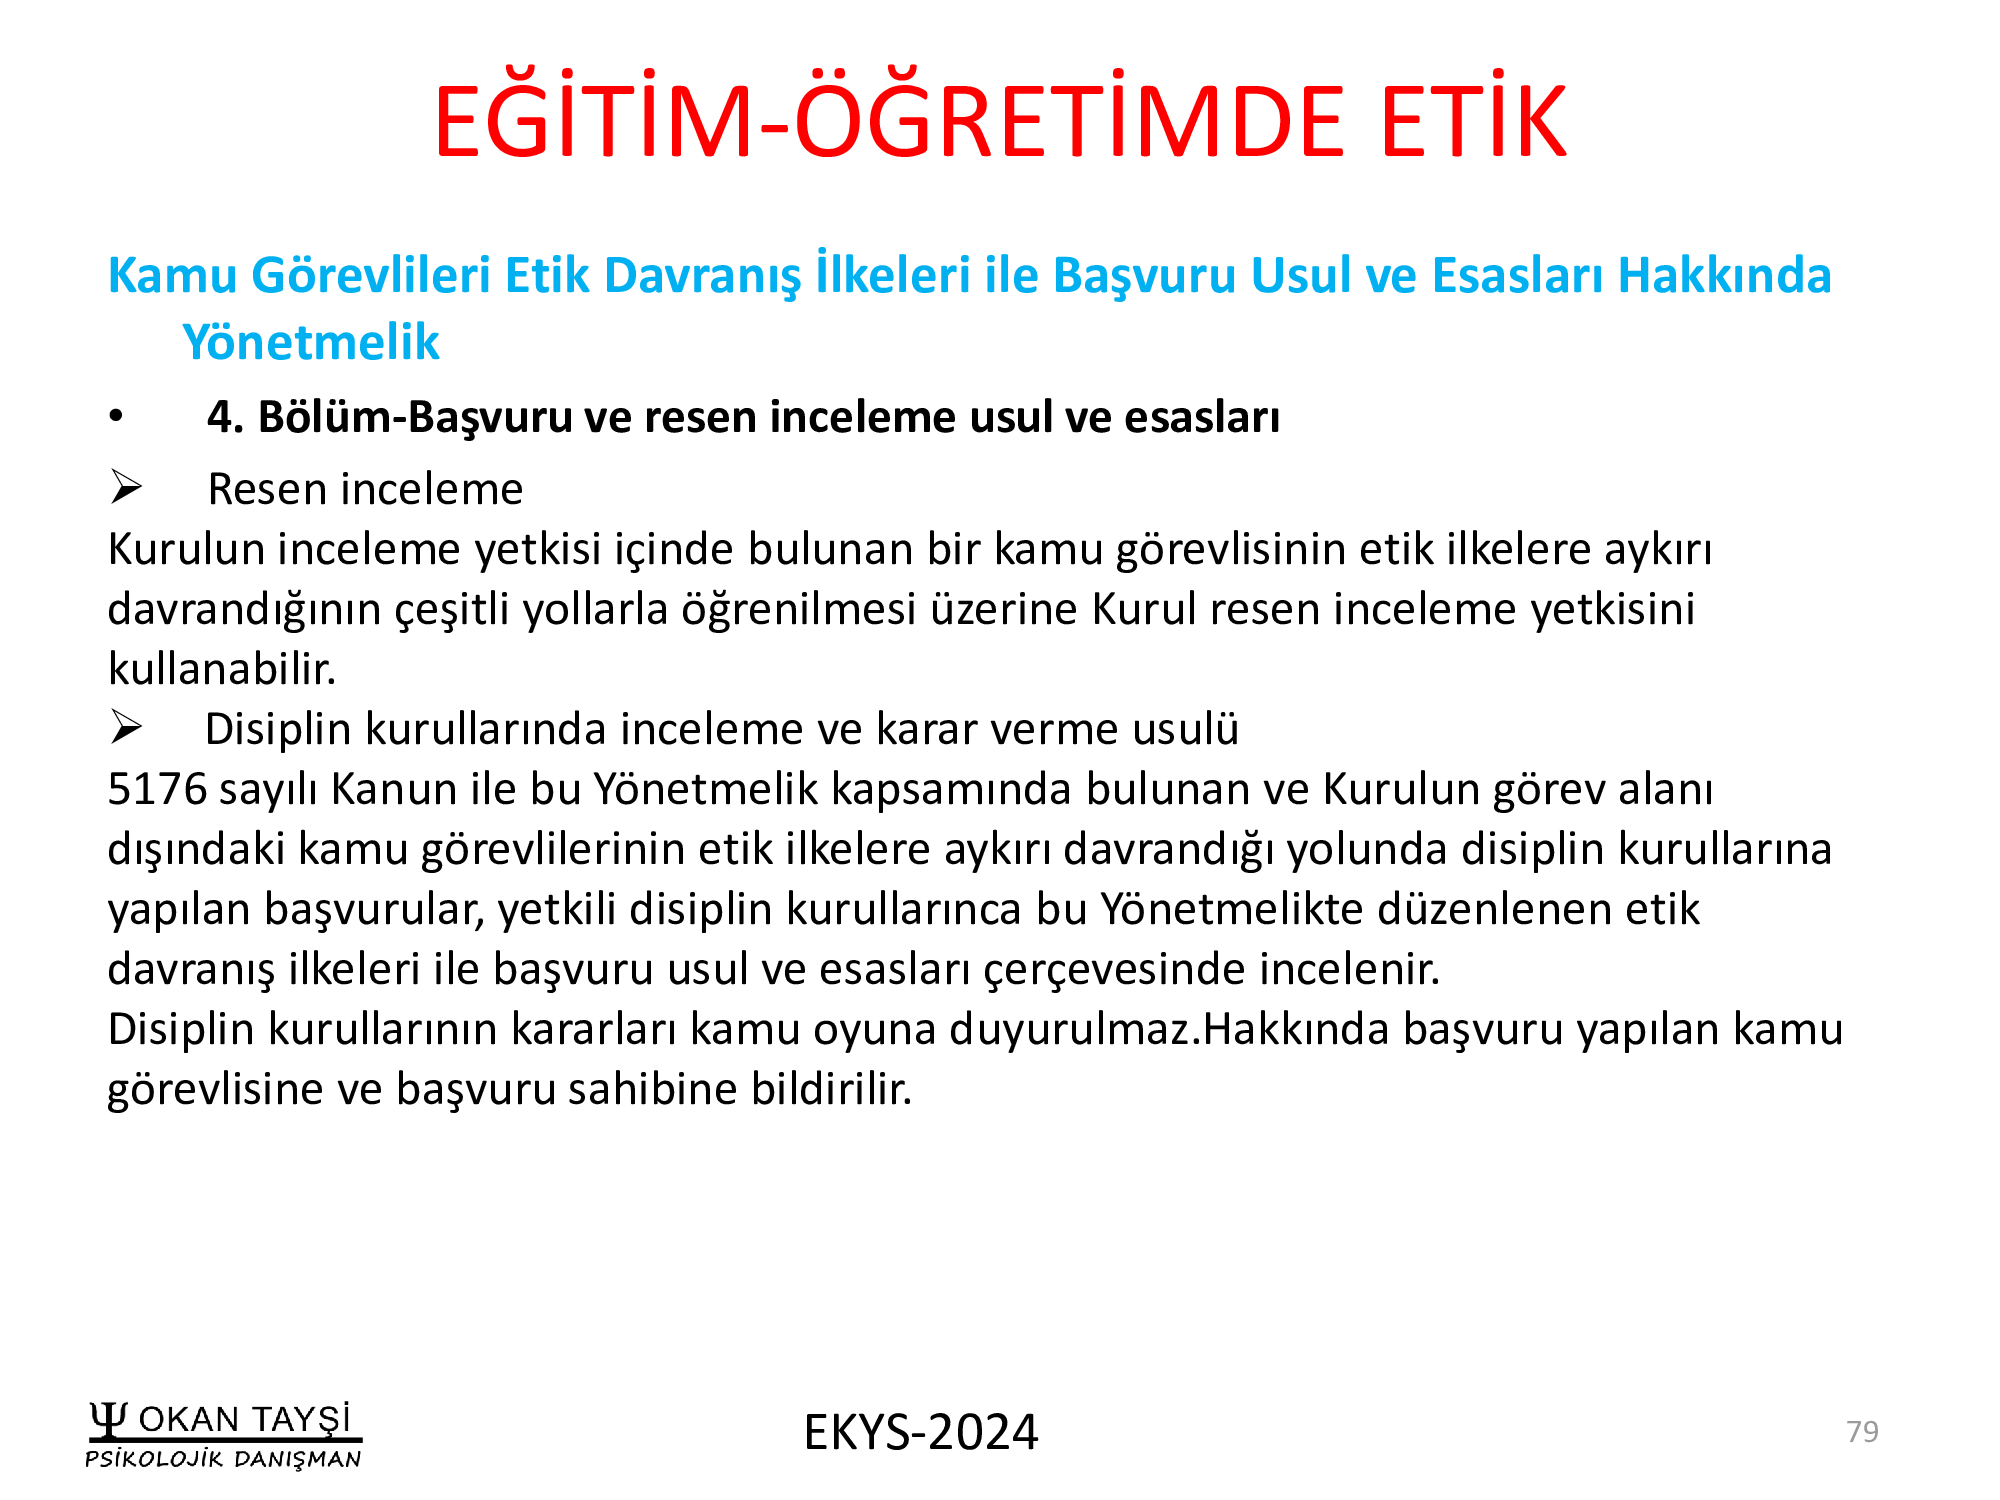 EĞİTİM-ÖĞRETİMDE ETİK
Kamu Görevlileri Etik Davranış İlkeleri ile Başvuru Usul ve Esasları Hakkında
Yönetmelik
• 4. Bölüm-Başvuru ve resen inceleme usul ve esasları
➢ Resen inceleme
Kurulun inceleme yetkisi içinde bulunan bir kamu görevlisinin etik ilkelere aykırı
davrandığının çeşitli yollarla öğrenilmesi üzerine Kurul resen inceleme yetkisini
kullanabilir.
➢ Disiplin kurullarında inceleme ve karar verme usulü
5176 sayılı Kanun ile bu Yönetmelik kapsamında bulunan ve Kurulun görev alanı
dışındaki kamu görevlilerinin etik ilkelere aykırı davrandığı yolunda disiplin kurullarına
yapılan başvurular, yetkili disiplin kurullarınca bu Yönetmelikte düzenlenen etik
davranış ilkeleri ile başvuru usul ve esasları çerçevesinde incelenir.
Disiplin kurullarının kararları kamu oyuna duyurulmaz.Hakkında başvuru yapılan kamu
görevlisine ve başvuru sahibine bildirilir.
Ψ OKAN TAYŞİ
PSİKOLOJİK DANIŞMAN
EKYS-2024
79